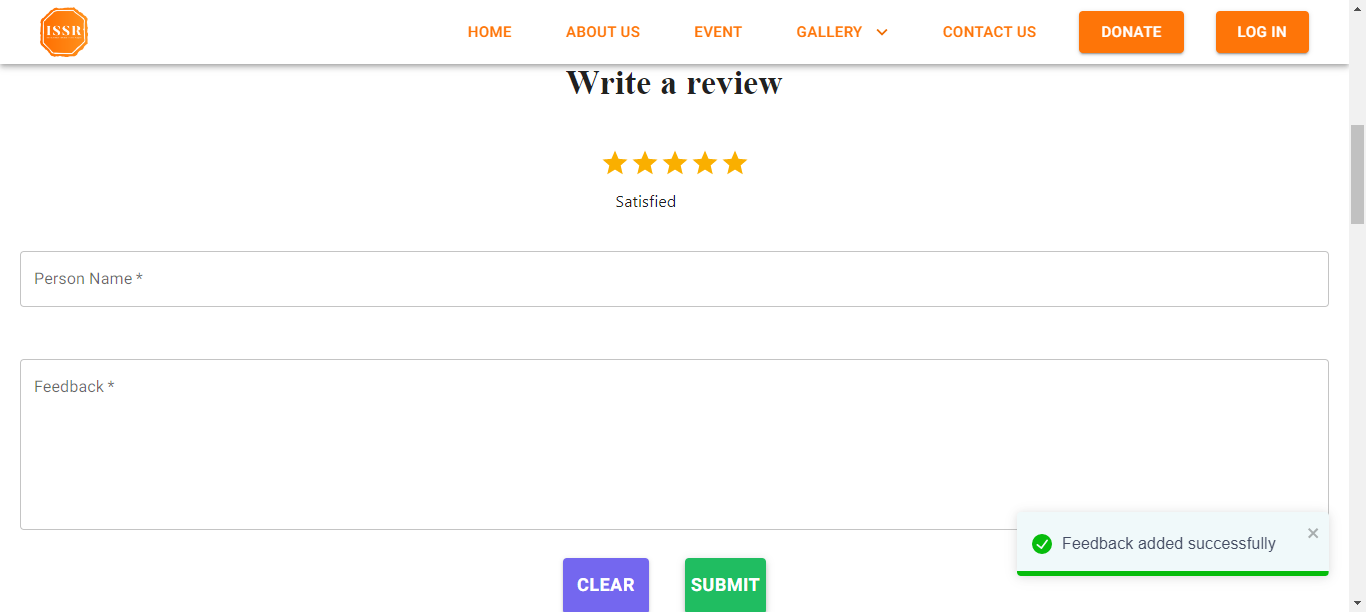 ISSR
HOME ABOUT US EVENT GALLERY CONTACT US DONATE LOG IN
Write a review
Satisfied
Person Name *
Feedback *
Feedback added successfully
CLEAR SUBMIT